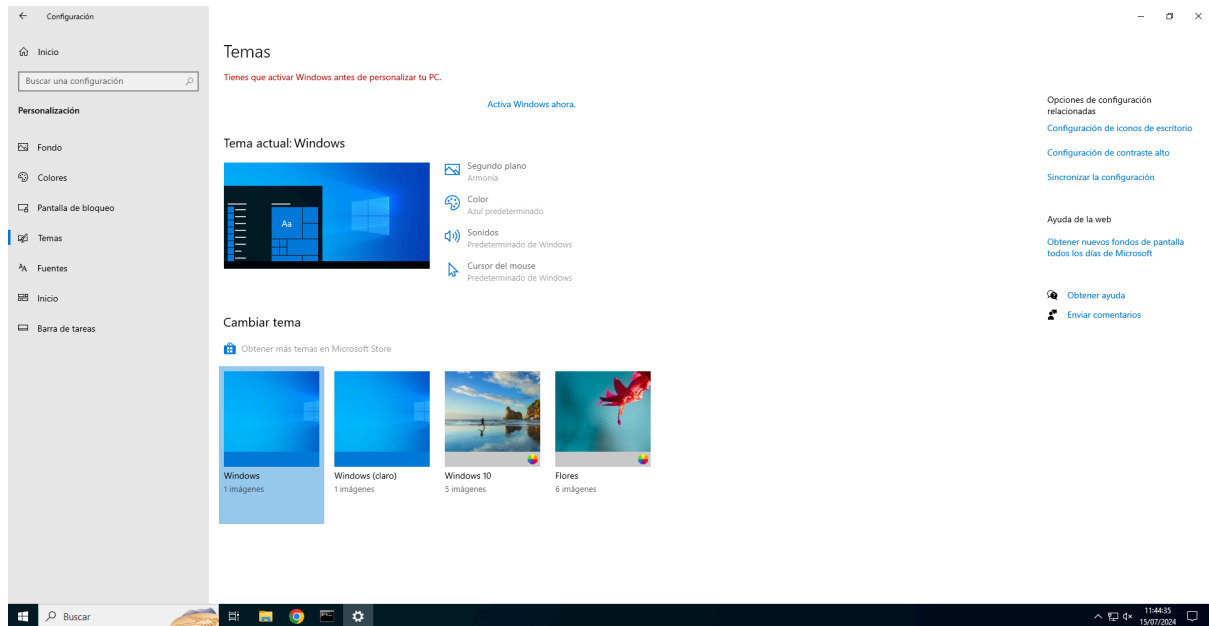 Configuración
Inicio
Buscar una configuración
Personalización
Fondo
Colores
Pantalla de bloqueo
Temas
Fuentes
Inicio
Barra de tareas
Temas
Tienes que activar Windows antes de personalizar tu PC.
Activa Windows ahora.
Tema actual: Windows
Aa
Segundo plano
Armonía
Color
Azul predeterminado
Sonidos
Predeterminado de Windows
Cursor del mouse
Predeterminado de Windows
Cambiar tema
Obtener más temas en Microsoft Store
Windows
1 imágenes
Windows (claro)
1 imágenes
Windows 10
5 imágenes
Flores
6 imágenes
Opciones de configuración
relacionadas
Configuración de iconos de escritorio
Configuración de contraste alto
Sincronizar la configuración
Ayuda de la web
Obtener nuevos fondos de pantalla
todos los días de Microsoft
Obtener ayuda
Enviar comentarios
Buscar
11:44:35
15/07/2024